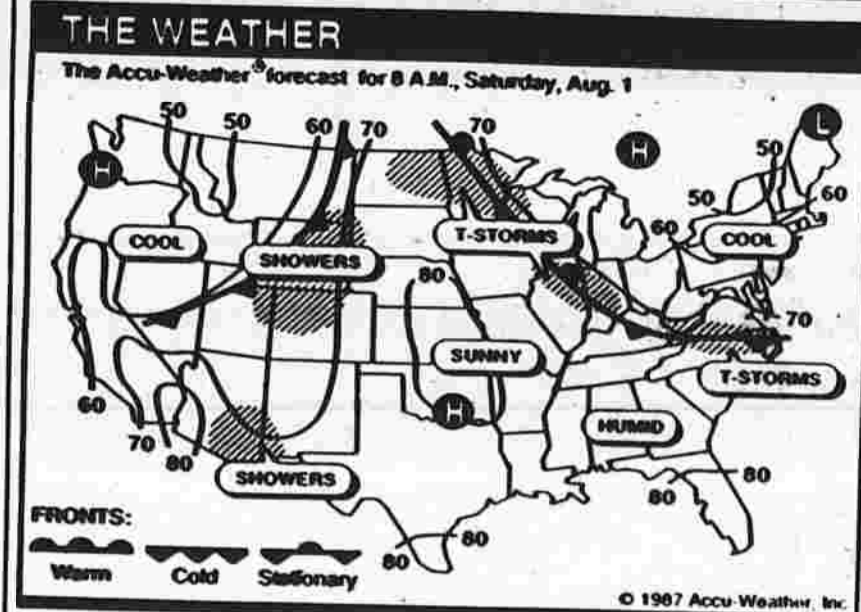 THE WEATHER
The Accu-Weather® forecast for 8 A.M., Saturday, Aug. 1
50 50 60 70 70 50
H H L
50 60
COOL SHOWERS T-STORMS 60 COOL
80
70
SUNNY T-STORMS
60 H HUMID
70
80 SHOWERS 80 80
FRONTS: 80 80
Warm Cold Stationary
© 1987 Accu-Weather, Inc.